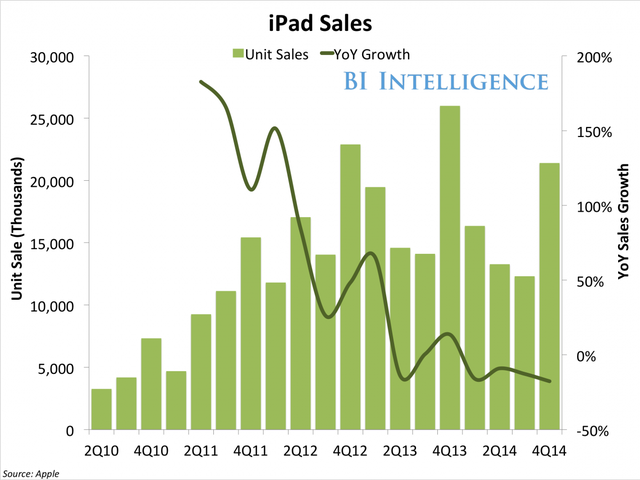 iPad Sales
Unit Sales
YoY Growth
BI INTELLIGENCE
30,000
25,000
20,000
15,000
10,000
5,000
0
Unit Sale (Thousands)
200%
150%
100%
50%
0%
-50%
YoY Sales Growth
2Q10 4Q10 2Q11 4Q11 2Q12 4Q12 2Q13 4Q13 2Q14 4Q14
Source: Apple